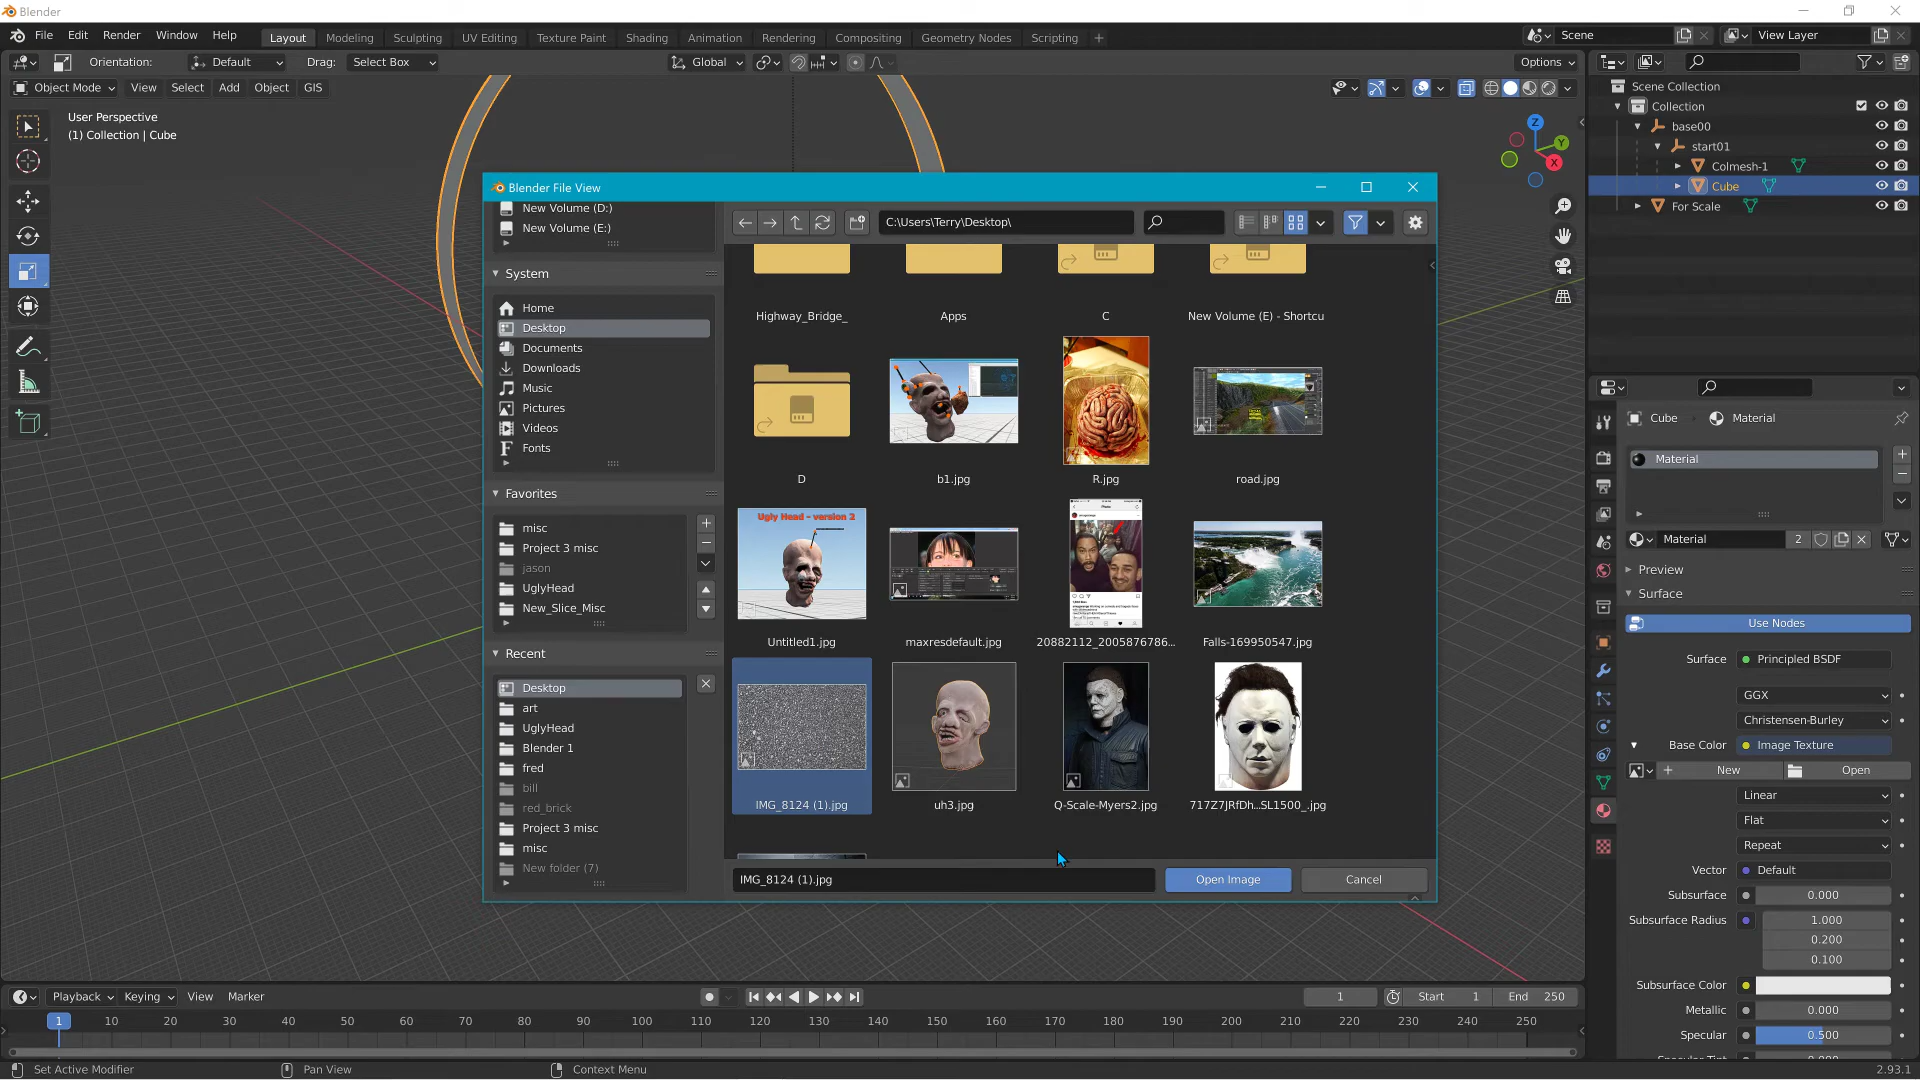 Blender
File Edit Render Window Help
Layout Modeling Sculpting UV Editing Texture Paint Shading Animation Rendering Compositing Geometry Nodes Scripting
Scene View Layer
Orientation: Default Drag: Select Box Global Options
Object Mode View Select Add Object GIS
User Perspective
(1) Collection | Cube
Z
Y
X
Scene Collection
Collection
base00
start01
Colmesh-1
Cube
For Scale
Blender File View
New Volume (D:)
New Volume (E:)
System
Home
Desktop
Documents
Downloads
Music
Pictures
Videos
Fonts
Favorites
misc
Project 3 misc
jason
UglyHead
New_Slice_Misc
Recent
Desktop
art
UglyHead
Blender 1
fred
bill
red_brick
Project 3 misc
misc
New folder (7)
C:\Users\Terry\Desktop\
Highway_Bridge_ Apps C New Volume (E) - Shortcu
D b1.jpg R.jpg road.jpg
Ugly Head - version 2
Photo
Untitled1.jpg maxresdefault.jpg 20882112_2005876786... Falls-169950547.jpg
IMG_8124 (1).jpg uh3.jpg Q-Scale-Myers2.jpg 717Z7JRfDh...SL1500_.jpg
IMG_8124 (1).jpg Open Image Cancel
Cube Material
Material
Material 2
Preview
Surface
Use Nodes
Surface Principled BSDF
GGX
Christensen-Burley
Base Color Image Texture
New Open
Linear
Flat
Repeat
Vector Default
Subsurface 0.000
Subsurface Radius 1.000
0.200
0.100
Subsurface Color
Metallic 0.000
Specular 0.500
Playback Keying View Marker 1 Start 1 End 250
1 10 20 30 40 50 60 70 80 90 100 110 120 130 140 150 160 170 180 190 200 210 220 230 240 250
Set Active Modifier Pan View Context Menu 2.93.1